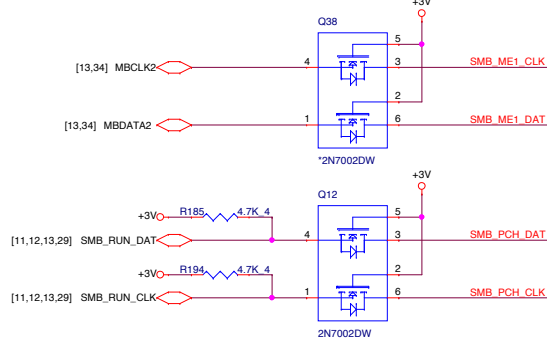 +3V
Q38
5
[13,34] MBCLK2
4
3
SMB_ME1_CLK
2
[13,34] MBDATA2
1
6
SMB_ME1_DAT
*2N7002DW
+3V
Q12
+3V
R185
4.7K_4
5
[11,12,13,29] SMB_RUN_DAT
4
3
SMB_PCH_DAT
+3V
R194
4.7K_4
2
[11,12,13,29] SMB_RUN_CLK
1
6
SMB_PCH_CLK
2N7002DW